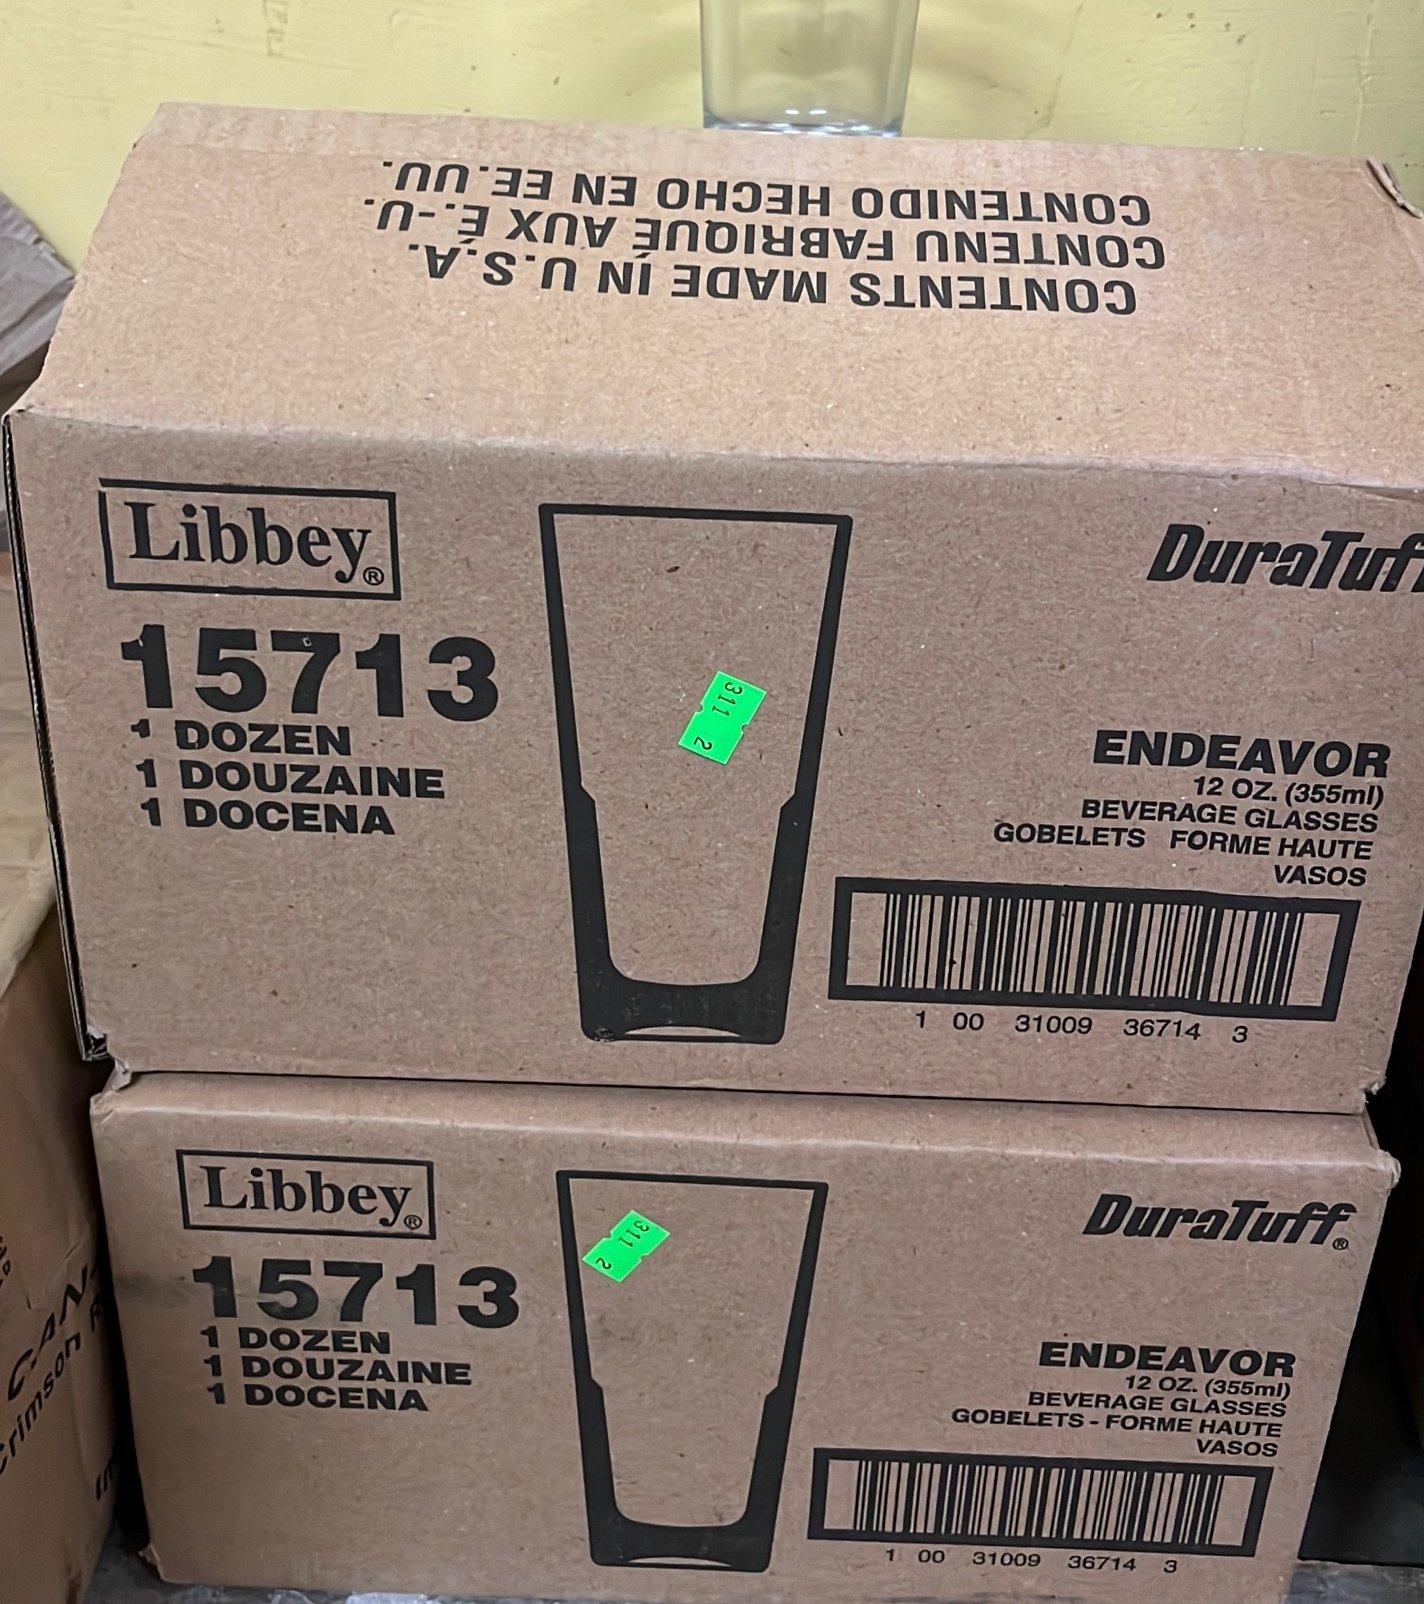 CONTENTS MADE IN U.S.A.
CONTENU FABRIQUÉ AUX É.-U.
CONTENIDO HECHO EN EE.UU.
Libbey®
15713
1 DOZEN
1 DOUZAINE
1 DOCENA
311 2
DuraTuff
ENDEAVOR
12 OZ. (355ml)
BEVERAGE GLASSES
GOBELETS FORME HAUTE
VASOS
1 00 31009 36714 3
Libbey®
15713
1 DOZEN
1 DOUZAINE
1 DOCENA
311 2
DuraTuff®
ENDEAVOR
12 OZ. (355ml)
BEVERAGE GLASSES
GOBELETS - FORME HAUTE
VASOS
1 00 31009 36714 3